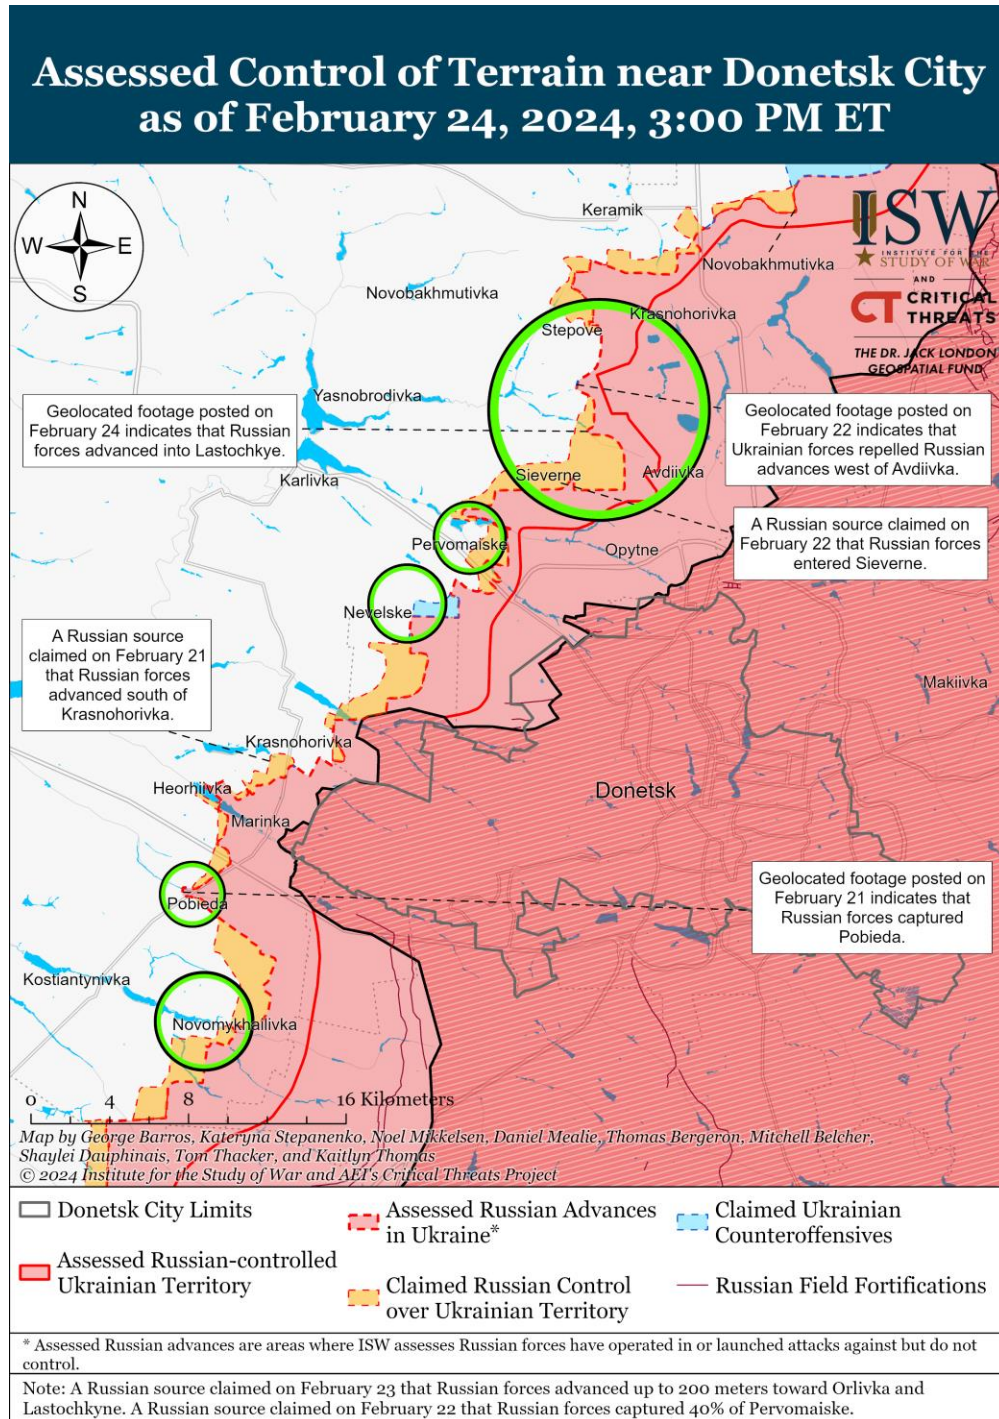 Assessed Control of Terrain near Donetsk City
as of February 24, 2024, 3:00 PM ET
N
W
E
S
ISW
INSTITUTE FOR THE
STUDY OF WAR
AND
CT CRITICAL
THREATS
THE DR. JACK LONDON
GEOSPATIAL FUND
Keramik
Novobakhmutivka
Novobakhmutivka
Krasnohorivka
Stepove
Yasnobrodivka
Geolocated footage posted on
February 24 indicates that Russian
forces advanced into Lastochkye.
Geolocated footage posted on
February 22 indicates that
Ukrainian forces repelled Russian
advances west of Avdiivka.
Karlivka
Sieverne
Avdiivka
A Russian source claimed on
February 22 that Russian forces
entered Sieverne.
Pervomaiske
Opytne
Nevelske
A Russian source
claimed on February 21
that Russian forces
advanced south of
Krasnohorivka.
Makiivka
Krasnohorivka
Heorhiivka
Donetsk
Marinka
Geolocated footage posted on
February 21 indicates that
Russian forces captured
Pobieda.
Pobieda
Kostiantynivka
Novomykhailivka
0 4 8 16 Kilometers
Map by George Barros, Kateryna Stepanenko, Noel Mikkelsen, Daniel Mealie, Thomas Bergeron, Mitchell Belcher,
Shaylei Dauphinais, Tom Thacker, and Kaitlyn Thomas
© 2024 Institute for the Study of War and AEI's Critical Threats Project
Donetsk City Limits
Assessed Russian-controlled
Ukrainian Territory
Assessed Russian Advances
in Ukraine*
Claimed Russian Control
over Ukrainian Territory
Claimed Ukrainian
Counteroffensives
Russian Field Fortifications
* Assessed Russian advances are areas where ISW assesses Russian forces have operated in or launched attacks against but do not
control.
Note: A Russian source claimed on February 23 that Russian forces advanced up to 200 meters toward Orlivka and
Lastochkyne. A Russian source claimed on February 22 that Russian forces captured 40% of Pervomaiske.